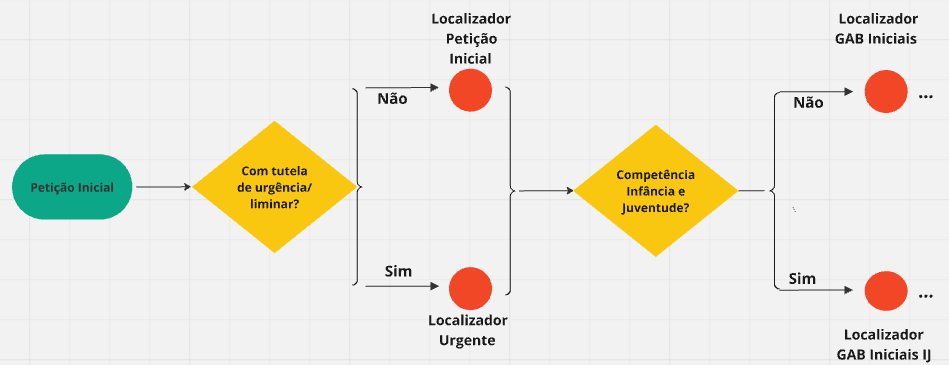 Petição Inicial
Com tutela
de urgência/
liminar?
Não
Localizador
Petição
Inicial
Sim
Localizador
Urgente
Competência
Infância e
Juventude?
Não
Localizador
GAB Iniciais
...
Sim
...
Localizador
GAB Iniciais IJ